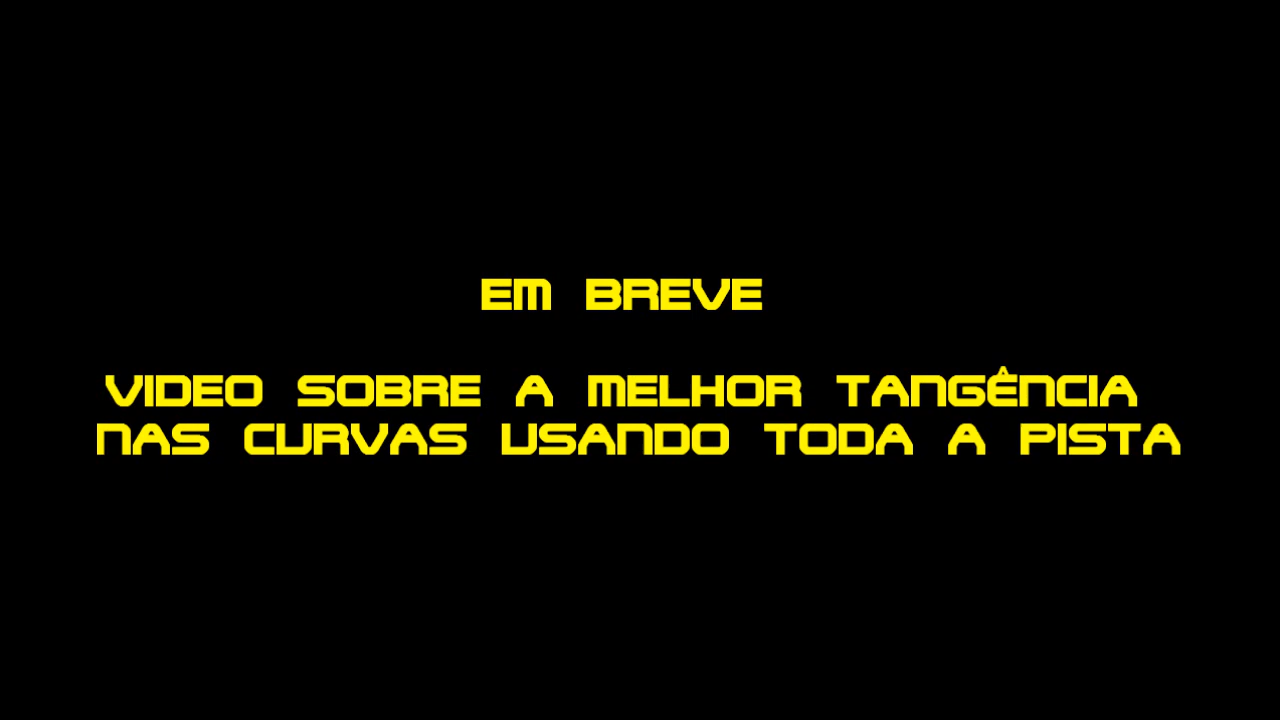 EM BREVE
VIDEO SOBRE A MELHOR TANGÊNCIA
NAS CURVAS USANDO TODA A PISTA